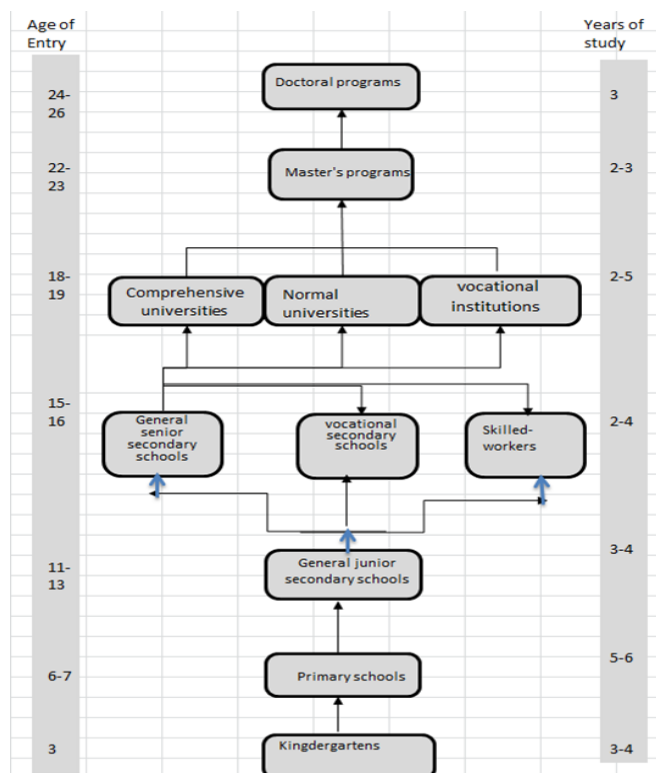 Age of
Entry
Years of
study
Doctoral programs
24-
26
3
Master's programs
22-
23
2-3
18-
19
Comprehensive
universities
Normal
universities
vocational
institutions
2-5
15-
16
General
senior
secondary
schools
vocational
secondary
schools
Skilled-
workers
2-4
11-
13
General junior
secondary schools
3-4
6-7
Primary schools
5-6
3
Kingdergartens
3-4